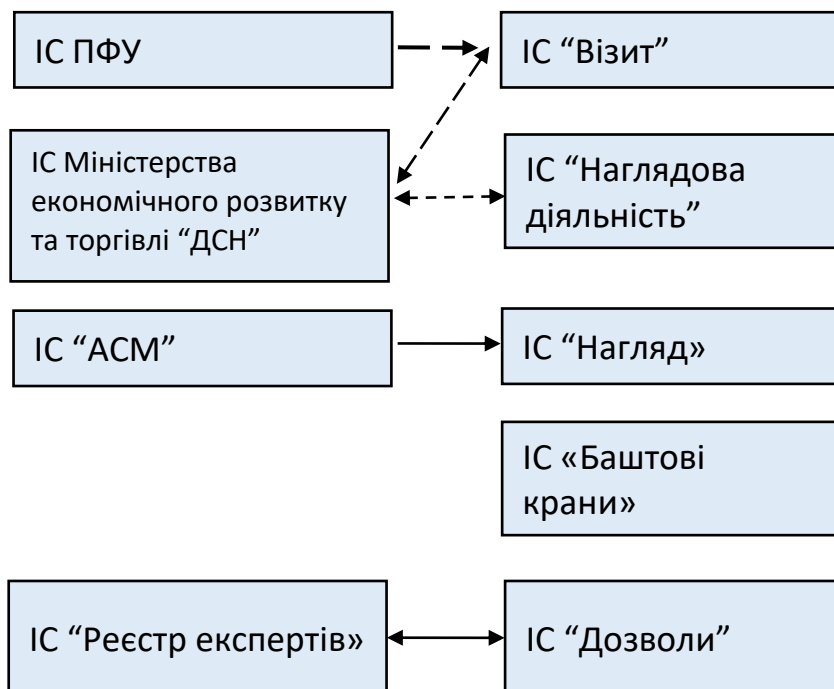 ІС ПФУ
ІС “Візит”
ІС Міністерства
економічного розвитку
та торгівлі “ДСН”
ІС “Наглядова
діяльність”
ІС “АСМ”
ІС “Нагляд»
ІС «Баштові
крани»
ІС “Реєстр експертів»
ІС “Дозволи”